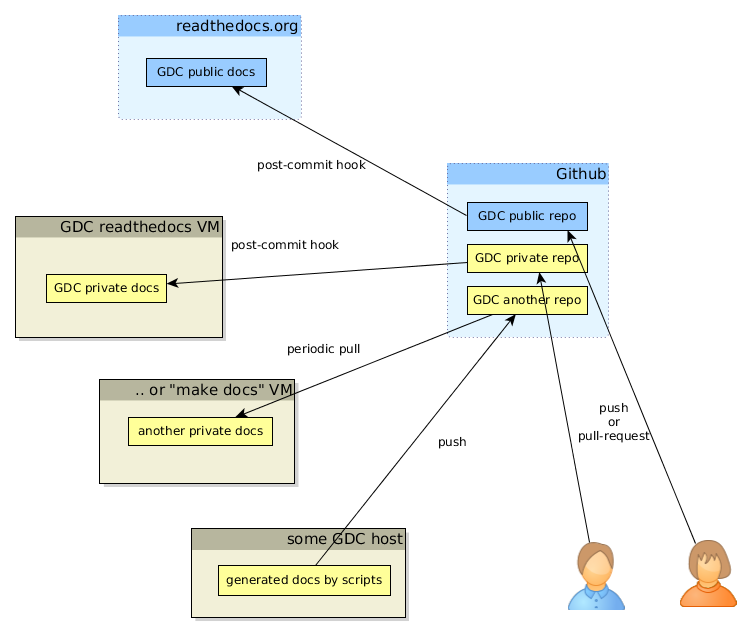 readthedocs.org
GDC public docs
post-commit hook
Github
GDC public repo
GDC private repo
GDC another repo
GDC readthedocs VM
post-commit hook
GDC private docs
periodic pull
.. or "make docs" VM
another private docs
push
or
pull-request
push
some GDC host
generated docs by scripts